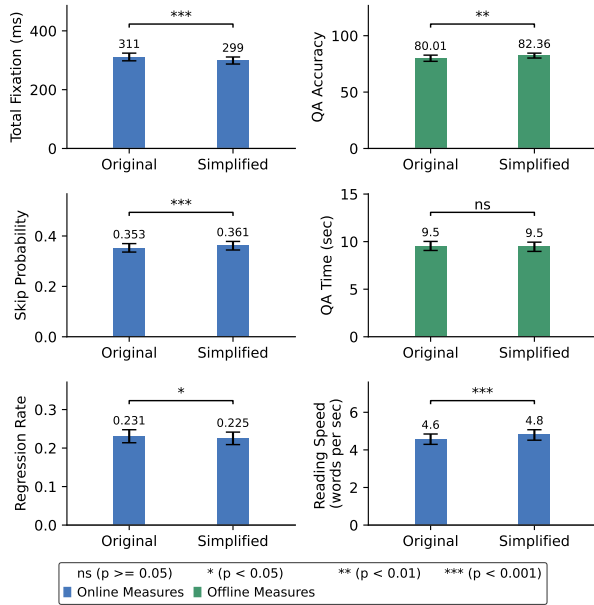 Total Fixation (ms)
400
200
0
***
311
299
Original
Simplified
QA Accuracy
100
50
0
**
80.01
82.36
Original
Simplified
Skip Probability
0.4
0.2
0.0
***
0.353
0.361
Original
Simplified
QA Time (sec)
15
10
5
0
ns
9.5
9.5
Original
Simplified
Regression Rate
0.3
0.2
0.1
0.0
*
0.231
0.225
Original
Simplified
Reading Speed
(words per sec)
6
4
2
0
***
4.6
4.8
Original
Simplified
ns (p >= 0.05) * (p < 0.05) ** (p < 0.01) *** (p < 0.001)
Online Measures Offline Measures